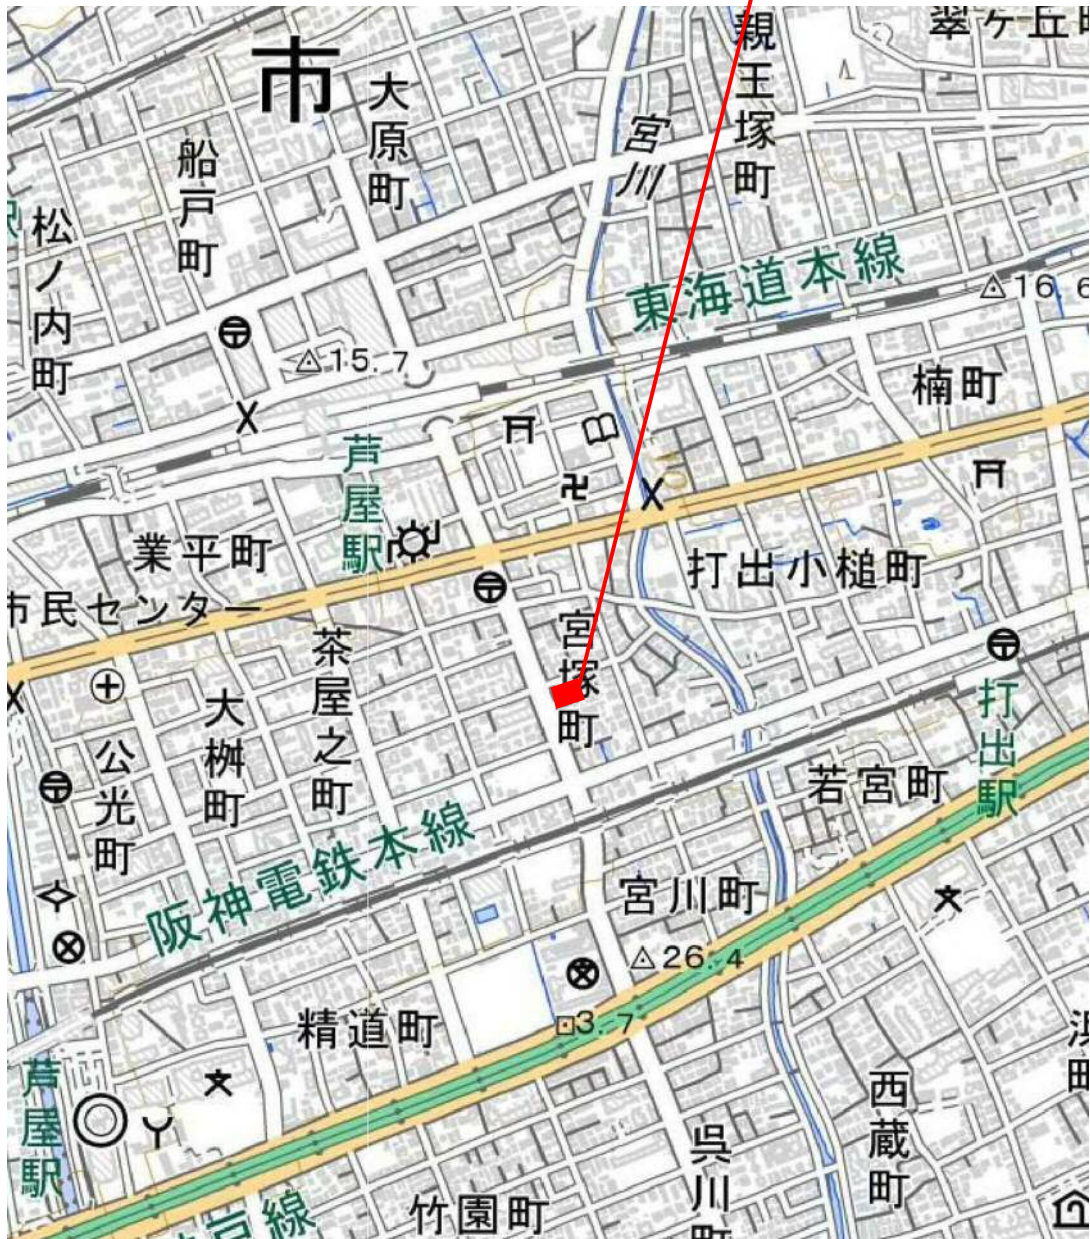 親王塚町
翠ヶ丘町
市
大原町
宮川
船戸町
松ノ内町
東海道本線
16.6
15.7
楠町
芦屋駅
業平町
打出小槌町
市民センター
宮塚町
茶屋之町
大桝町
打出駅
公光町
若宮町
阪神電鉄本線
宮川町
26.4
精道町
3.7
芦屋駅
西蔵町
呉川町
竹園町
戸線